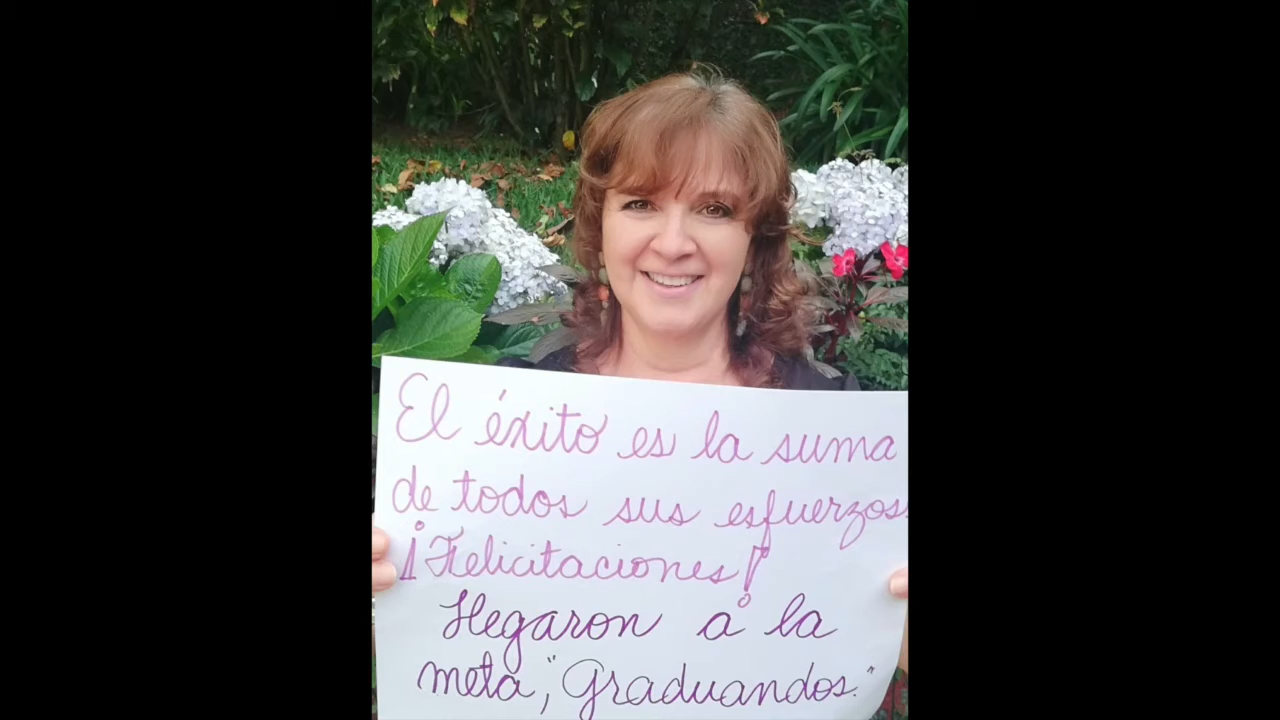 El éxito es la suma
de todos sus esfuerzos.
¡Felicitaciones!
Llegaron a la
meta, "Graduandos."